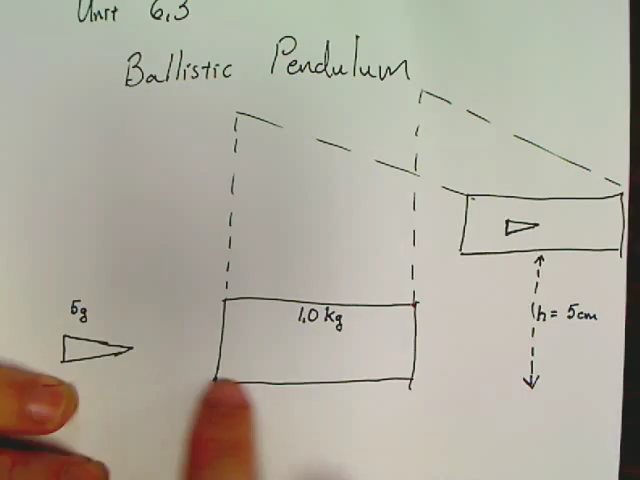 Unit 6.3
Ballistic Pendulum
5g
1.0 kg
h = 5cm